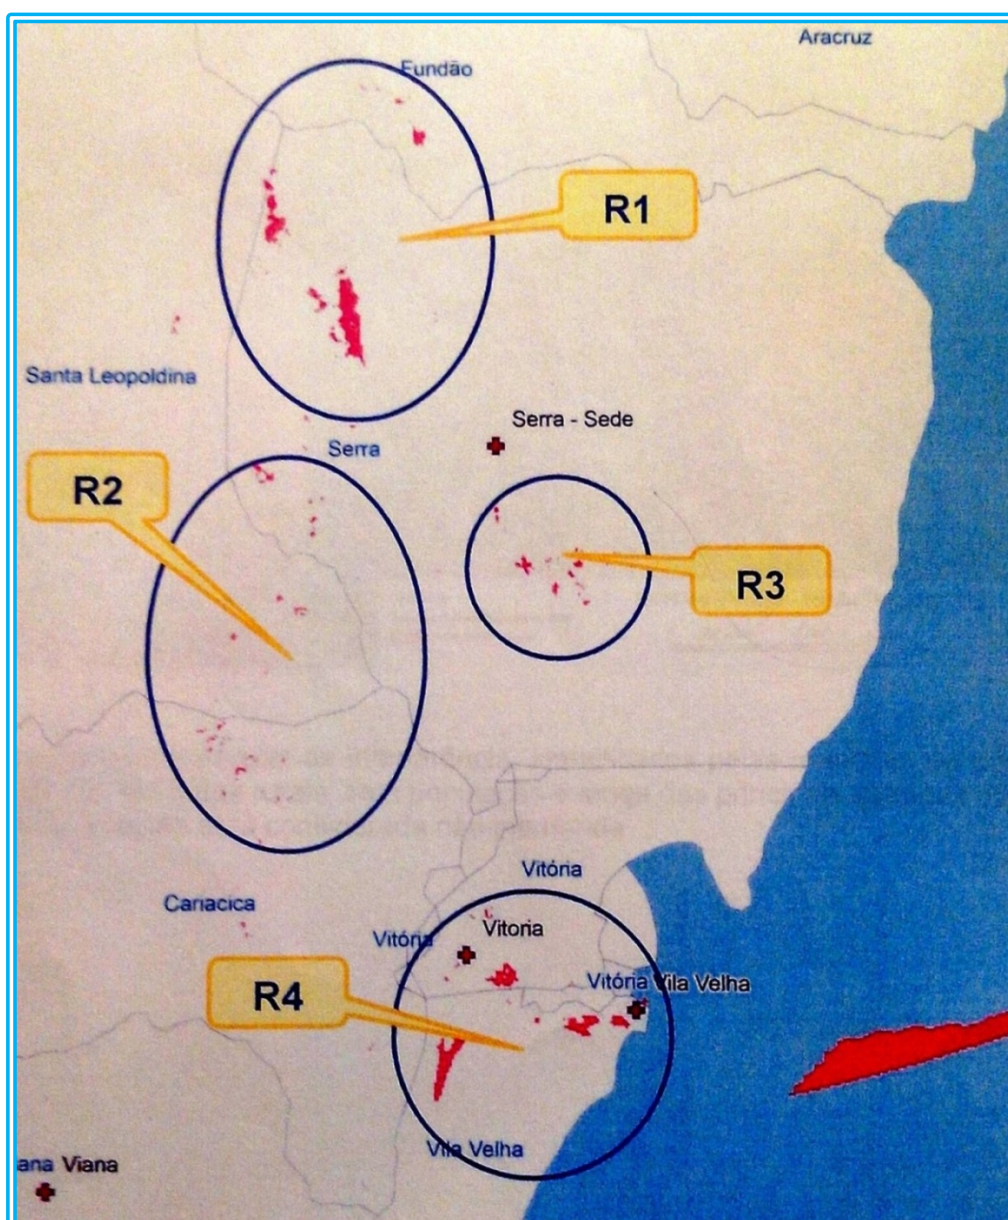 Aracruz
Fundão
R1
Santa Leopoldina
Serra - Sede
Serra
R2
R3
Vitória
Cariacica
Vitória
Vitoria
Vitória Vila Velha
R4
Vila Velha
ana Viana